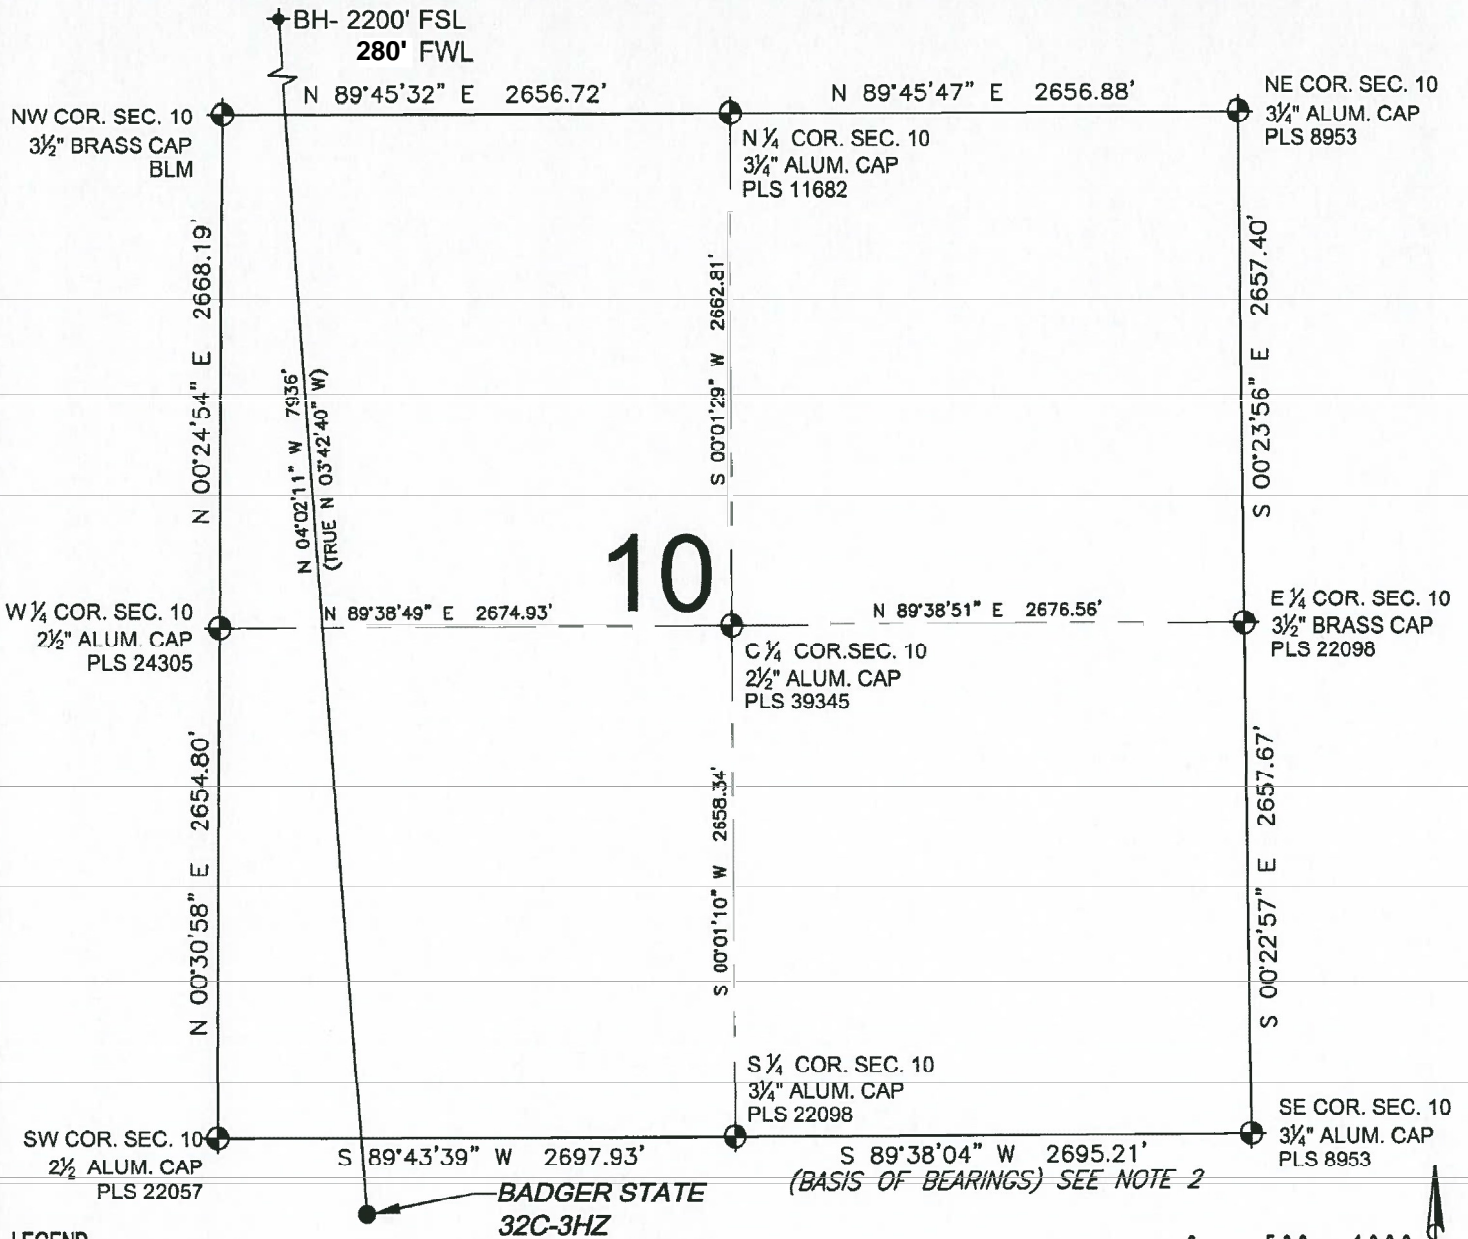 BH- 2200' FSL
280' FWL
N 89°45'32" E 2656.72'
N 89°45'47" E 2656.88'
NW COR. SEC. 10
3½" BRASS CAP
BLM
N ¼ COR. SEC. 10
3¼" ALUM. CAP
PLS 11682
NE COR. SEC. 10
3¼" ALUM. CAP
PLS 8953
N 00°24'54" E 2668.19'
N 04°02'11" W 7936'
(TRUE N 03°42'40" W)
S 00°01'29" W 2662.81'
S 00°23'56" E 2657.40'
10
W ¼ COR. SEC. 10
2½" ALUM. CAP
PLS 24305
N 89°38'49" E 2674.93'
N 89°38'51" E 2676.56'
C ¼ COR.SEC. 10
2½" ALUM. CAP
PLS 39345
E ¼ COR. SEC. 10
3½" BRASS CAP
PLS 22098
N 00°30'58" E 2654.80'
S 00°01'10" W 2658.34'
S 00°22'57" E 2657.67'
SW COR. SEC. 10
2½ ALUM. CAP
PLS 22057
S ¼ COR. SEC. 10
3¼" ALUM. CAP
PLS 22098
SE COR. SEC. 10
3¼" ALUM. CAP
PLS 8953
S 89°43'39" W 2697.93'
S 89°38'04" W 2695.21'
(BASIS OF BEARINGS) SEE NOTE 2
BADGER STATE
32C-3HZ